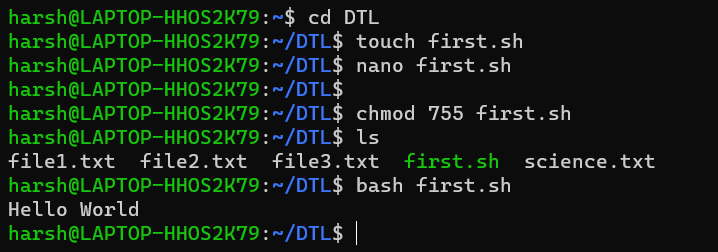 harsh@LAPTOP-HHOS2K79:~$ cd DTL
harsh@LAPTOP-HHOS2K79:~/DTL$ touch first.sh
harsh@LAPTOP-HHOS2K79:~/DTL$ nano first.sh
harsh@LAPTOP-HHOS2K79:~/DTL$
harsh@LAPTOP-HHOS2K79:~/DTL$ chmod 755 first.sh
harsh@LAPTOP-HHOS2K79:~/DTL$ ls
file1.txt  file2.txt  file3.txt  first.sh  science.txt
harsh@LAPTOP-HHOS2K79:~/DTL$ bash first.sh
Hello World
harsh@LAPTOP-HHOS2K79:~/DTL$